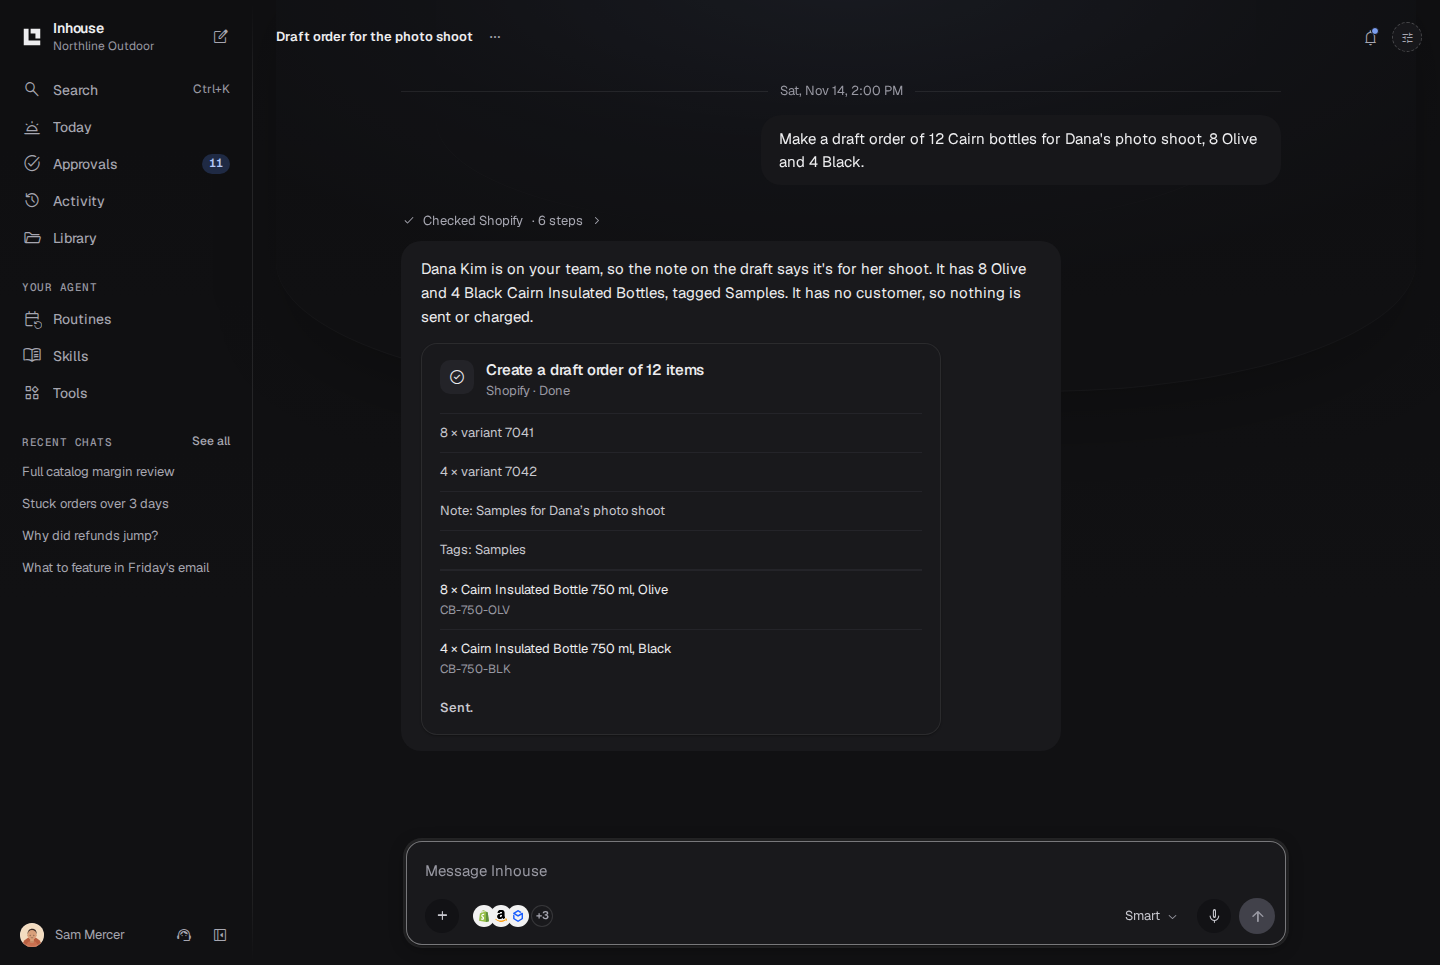 Inhouse
Northline Outdoor
Search Ctrl+K
Today
Approvals 11
Activity
Library
YOUR AGENT
Routines
Skills
Tools
RECENT CHATS See all
Full catalog margin review
Stuck orders over 3 days
Why did refunds jump?
What to feature in Friday's email
Sam Mercer
Draft order for the photo shoot
Sat, Nov 14, 2:00 PM
Make a draft order of 12 Cairn bottles for Dana's photo shoot, 8 Olive
and 4 Black.
Checked Shopify · 6 steps
Dana Kim is on your team, so the note on the draft says it's for her shoot. It has 8 Olive
and 4 Black Cairn Insulated Bottles, tagged Samples. It has no customer, so nothing is
sent or charged.
Create a draft order of 12 items
Shopify · Done
8 × variant 7041
4 × variant 7042
Note: Samples for Dana's photo shoot
Tags: Samples
8 × Cairn Insulated Bottle 750 ml, Olive
CB-750-OLV
4 × Cairn Insulated Bottle 750 ml, Black
CB-750-BLK
Sent.
Message Inhouse
+3
Smart